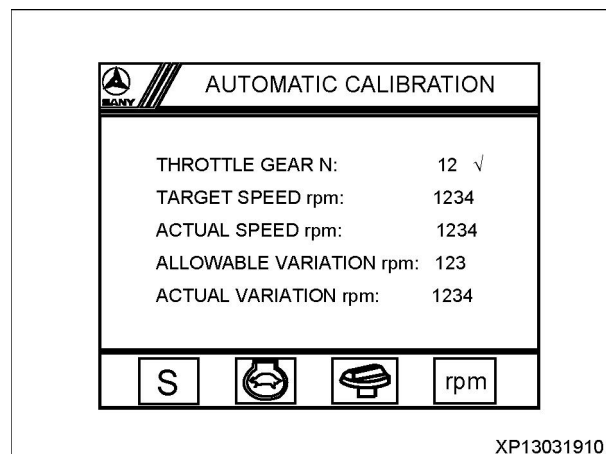 SANY
AUTOMATIC CALIBRATION
THROTTLE GEAR N: 12 √
TARGET SPEED rpm: 1234
ACTUAL SPEED rpm: 1234
ALLOWABLE VARIATION rpm: 123
ACTUAL VARIATION rpm: 1234
S rpm
XP13031910